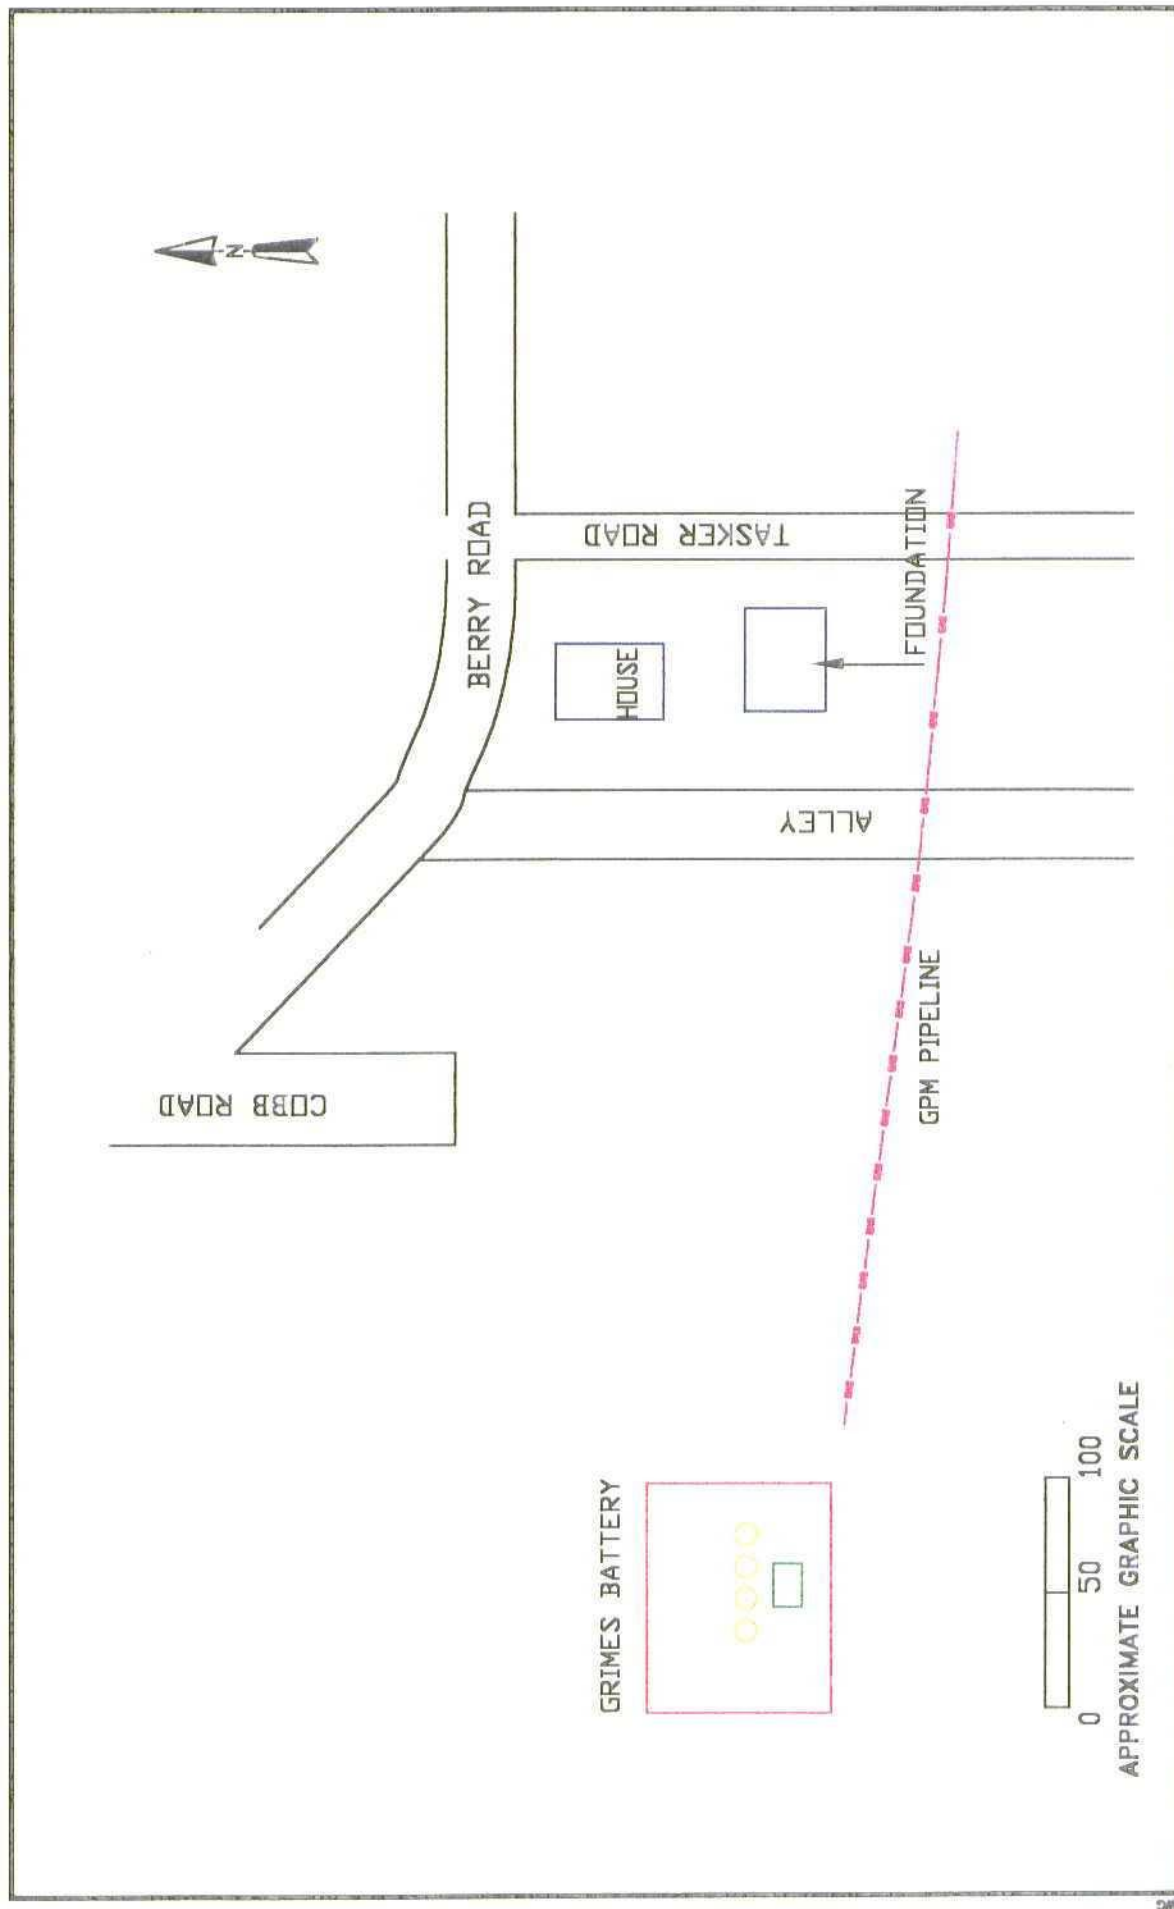 N
BERRY ROAD
TASKER ROAD
HOUSE
FOUNDATION
ALLEY
COBB ROAD
GPM PIPELINE
GRIMES BATTERY
0 50 100
APPROXIMATE GRAPHIC SCALE